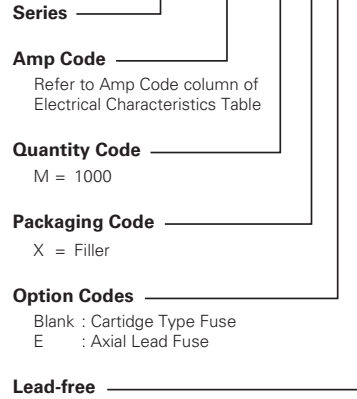 Series
Amp Code
Refer to Amp Code column of
Electrical Characteristics Table
Quantity Code
M = 1000
Packaging Code
X = Filler
Option Codes
Blank : Cartidge Type Fuse
E : Axial Lead Fuse
Lead-free